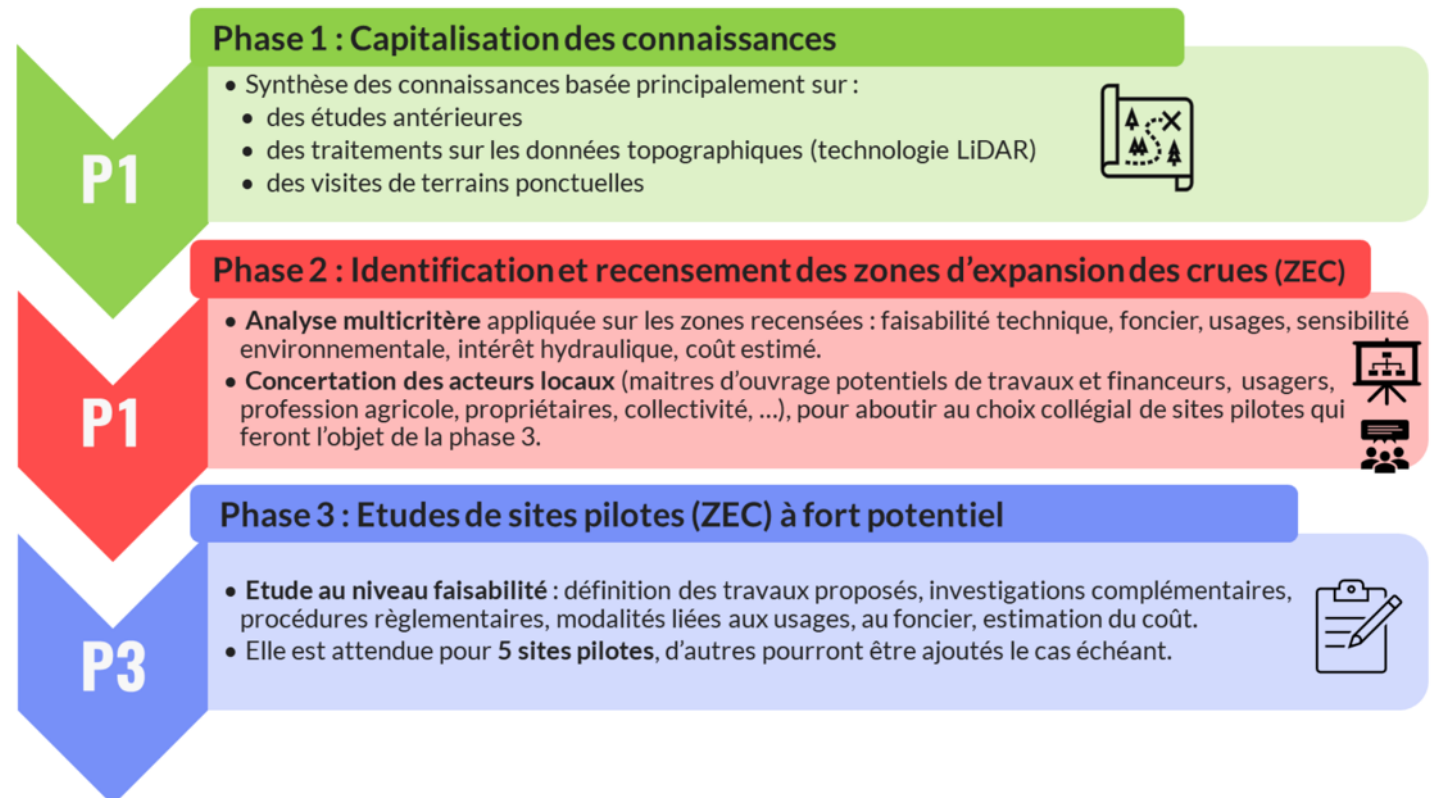 P1
Phase 1 : Capitalisation des connaissances
• Synthèse des connaissances basée principalement sur :
• des études antérieures
• des traitements sur les données topographiques (technologie LiDAR)
• des visites de terrains ponctuelles
P1
Phase 2 : Identification et recensement des zones d’expansion des crues (ZEC)
• Analyse multicritère appliquée sur les zones recensées : faisabilité technique, foncier, usages, sensibilité
environnementale, intérêt hydraulique, coût estimé.
• Concertation des acteurs locaux (maitres d’ouvrage potentiels de travaux et financeurs, usagers,
profession agricole, propriétaires, collectivité, …), pour aboutir au choix collégial de sites pilotes qui
feront l’objet de la phase 3.
P3
Phase 3 : Etudes de sites pilotes (ZEC) à fort potentiel
• Etude au niveau faisabilité : définition des travaux proposés, investigations complémentaires,
procédures règlementaires, modalités liées aux usages, au foncier, estimation du coût.
• Elle est attendue pour 5 sites pilotes, d’autres pourront être ajoutés le cas échéant.